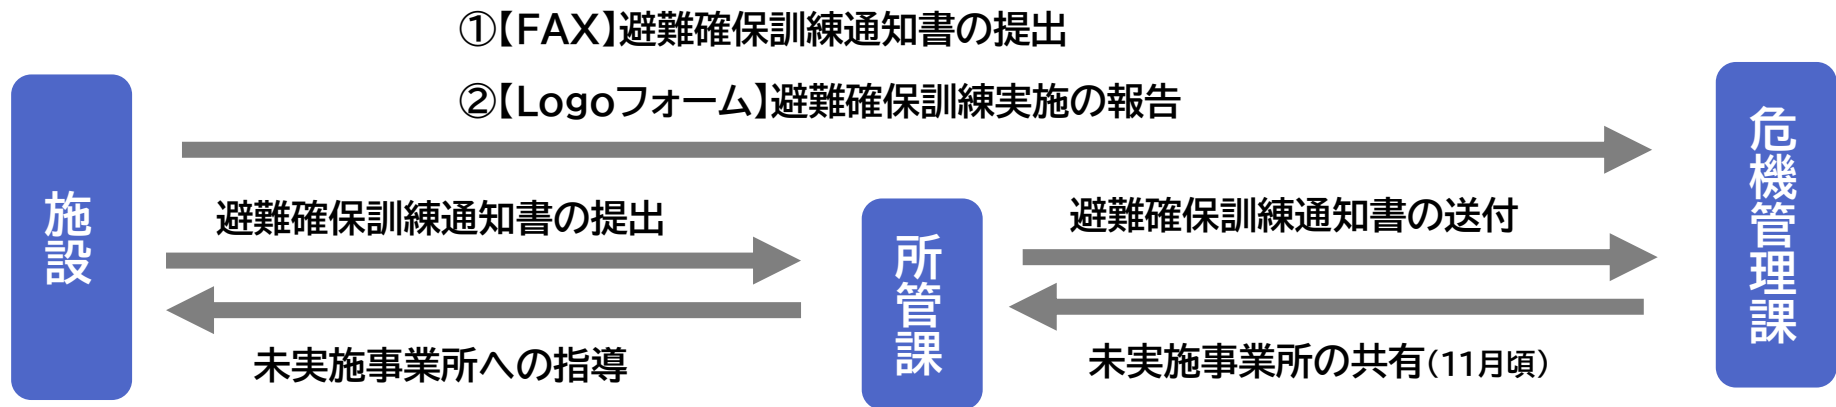 ①【FAX】避難確保訓練通知書の提出
②【Logoフォーム】避難確保訓練実施の報告
施設
避難確保訓練通知書の提出
未実施事業所への指導
所管課
避難確保訓練通知書の送付
未実施事業所の共有（11月頃）
危機管理課